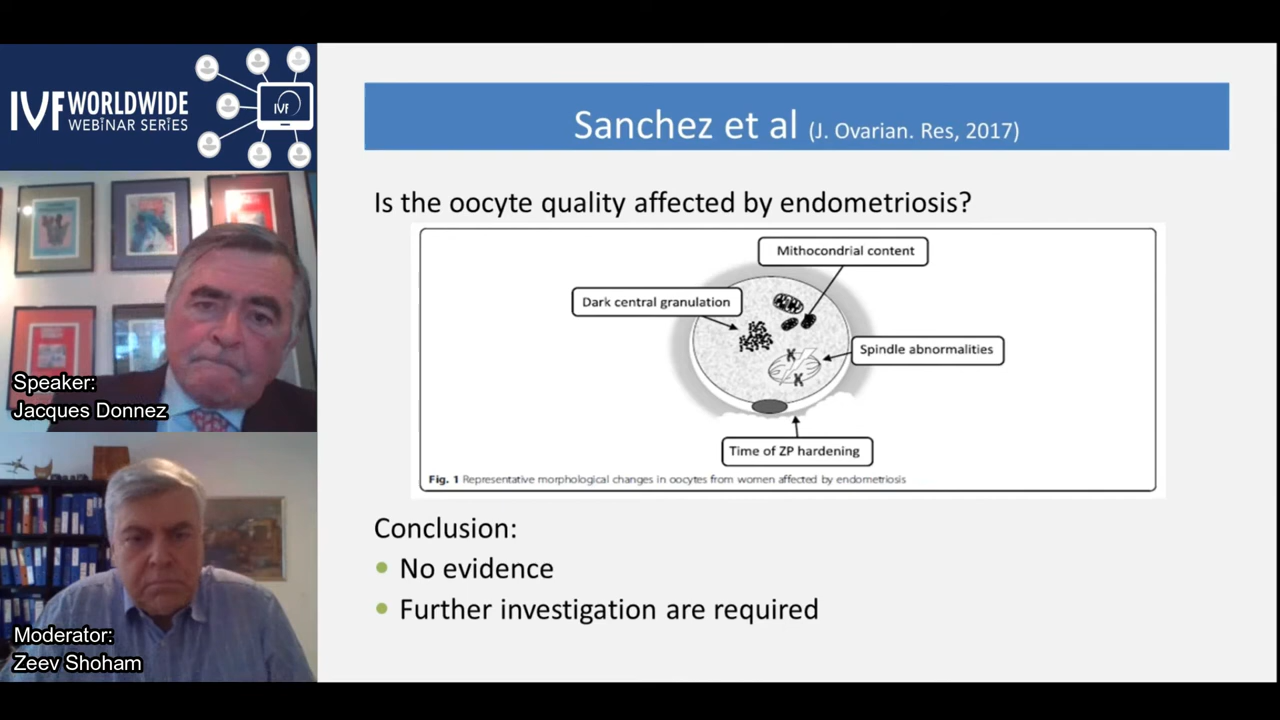 IVF WORLDWIDE
WEBINAR SERIES
IVF
Speaker:
Jacques Donnez
Moderator:
Zeev Shoham
Sanchez et al (J. Ovarian. Res, 2017)
Is the oocyte quality affected by endometriosis?
Mithocondrial content
Dark central granulation
Spindle abnormalities
Time of ZP hardening
Fig. 1 Representative morphological changes in oocytes from women affected by endometriosis
Conclusion:
• No evidence
• Further investigation are required